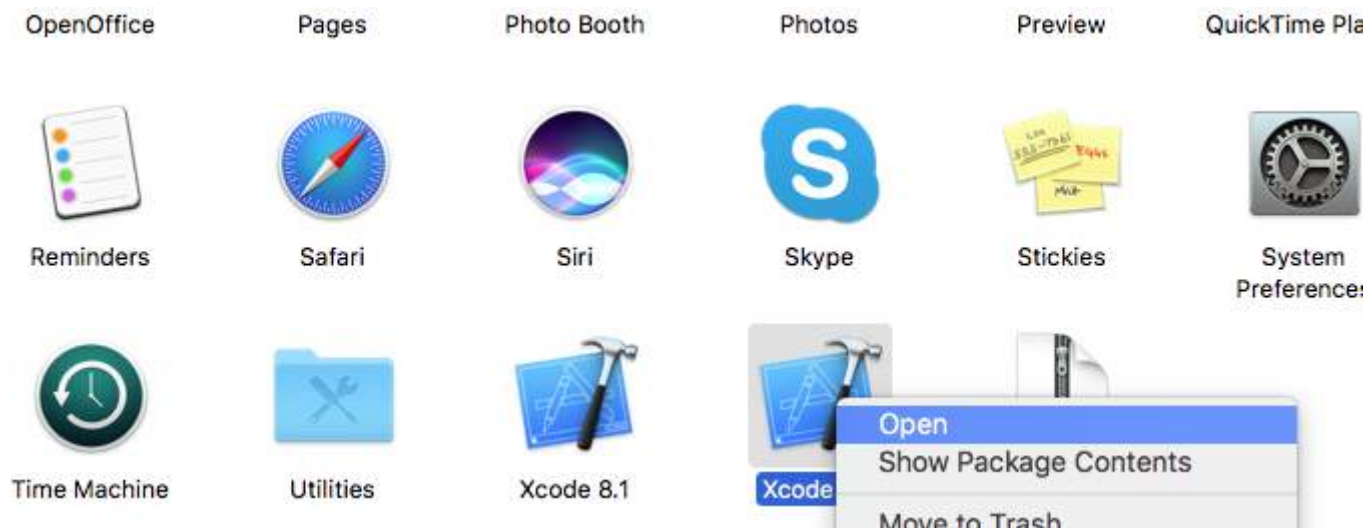 OpenOffice
Pages
Photo Booth
Photos
Preview
QuickTime Pla
Reminders
Safari
Siri
Skype
Stickies
System
Preferences
Time Machine
Utilities
Xcode 8.1
Xcode
Open
Show Package Contents
Move to Trash